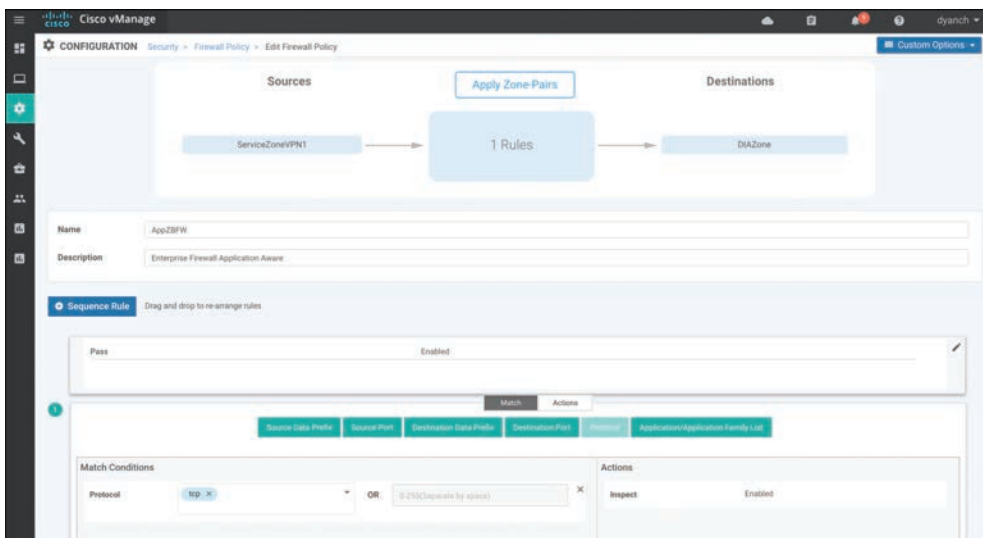 cisco Cisco vManage dyanch
CONFIGURATION Security > Firewall Policy > Edit Firewall Policy Custom Options
Sources Apply Zone-Pairs Destinations
ServiceZoneVPN1 1 Rules DIAZone
Name AppZBFW
Description Enterprise Firewall Application Aware
Sequence Rule Drag and drop to re-arrange rules
Pass Enabled
Match Actions
1
Source Data Prefix Source Port Destination Data Prefix Destination Port Protocol Application/Application Family List
Match Conditions Actions
Protocol tcp × OR 0-255(Separate by space) × Inspect Enabled